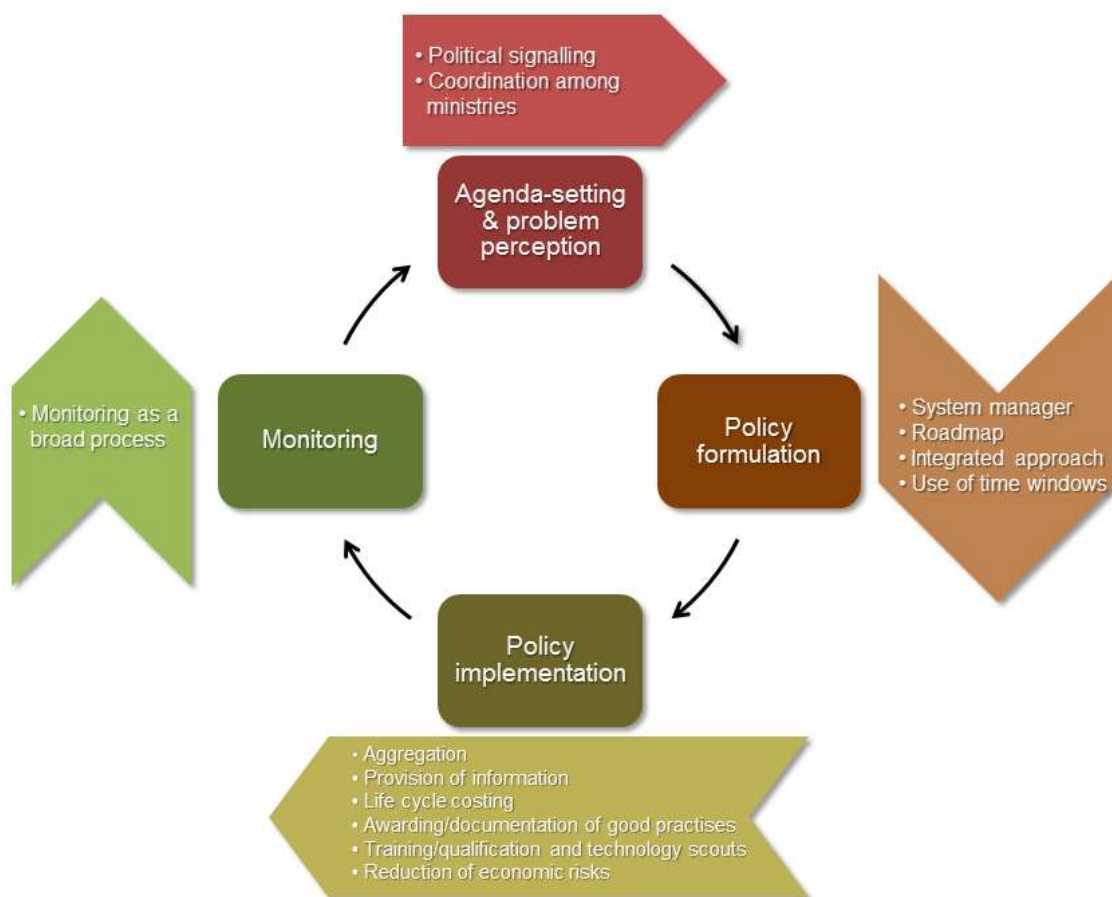 • Political signalling
• Coordination among
ministries
Agenda-setting
& problem
perception
• Monitoring as a
broad process
Monitoring
Policy
formulation
• System manager
• Roadmap
• Integrated approach
• Use of time windows
Policy
implementation
• Aggregation
• Provision of information
• Life cycle costing
• Awarding/documentation of good practises
• Training/qualification and technology scouts
• Reduction of economic risks